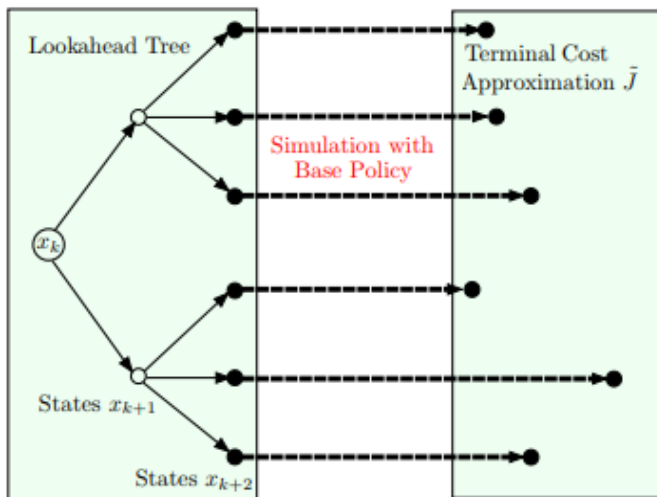 Lookahead Tree
Terminal Cost
Approximation J̃
Simulation with
Base Policy
x_k
States x_{k+1}
States x_{k+2}